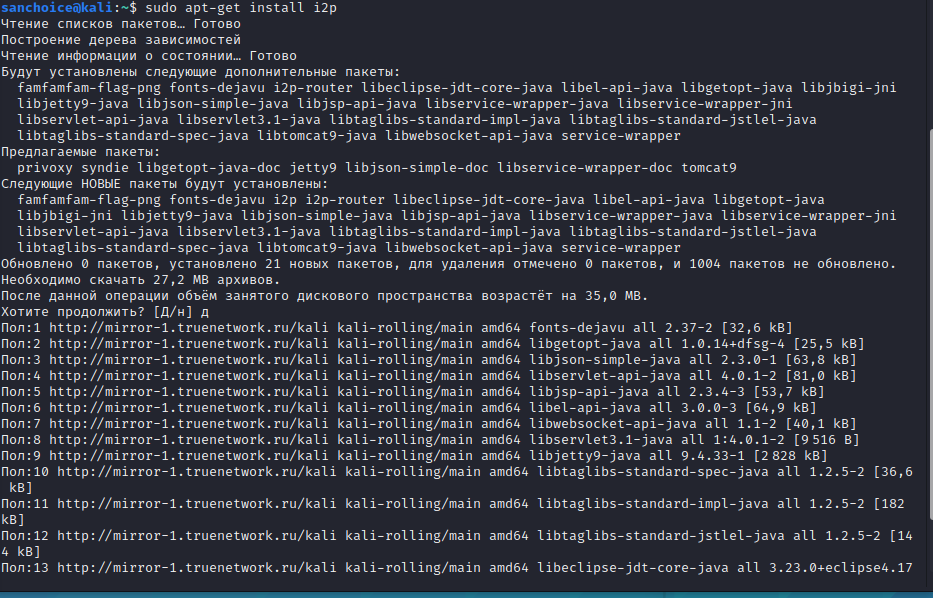 sanchoice@kali:~$ sudo apt-get install i2p
Чтение списков пакетов… Готово
Построение дерева зависимостей
Чтение информации о состоянии… Готово
Будут установлены следующие дополнительные пакеты:
  famfamfam-flag-png fonts-dejavu i2p-router libeclipse-jdt-core-java libel-api-java libgetopt-java libjbigi-jni
  libjetty9-java libjson-simple-java libjsp-api-java libservice-wrapper-java libservice-wrapper-jni
  libservlet-api-java libservlet3.1-java libtaglibs-standard-impl-java libtaglibs-standard-jstlel-java
  libtaglibs-standard-spec-java libtomcat9-java libwebsocket-api-java service-wrapper
Предлагаемые пакеты:
  privoxy syndie libgetopt-java-doc jetty9 libjson-simple-doc libservice-wrapper-doc tomcat9
Следующие НОВЫЕ пакеты будут установлены:
  famfamfam-flag-png fonts-dejavu i2p i2p-router libeclipse-jdt-core-java libel-api-java libgetopt-java
  libjbigi-jni libjetty9-java libjson-simple-java libjsp-api-java libservice-wrapper-java libservice-wrapper-jni
  libservlet-api-java libservlet3.1-java libtaglibs-standard-impl-java libtaglibs-standard-jstlel-java
  libtaglibs-standard-spec-java libtomcat9-java libwebsocket-api-java service-wrapper
Обновлено 0 пакетов, установлено 21 новых пакетов, для удаления отмечено 0 пакетов, и 1004 пакетов не обновлено.
Необходимо скачать 27,2 MB архивов.
После данной операции объём занятого дискового пространства возрастёт на 35,0 MB.
Хотите продолжить? [Д/н] д
Пол:1 http://mirror-1.truenetwork.ru/kali kali-rolling/main amd64 fonts-dejavu all 2.37-2 [32,6 kB]
Пол:2 http://mirror-1.truenetwork.ru/kali kali-rolling/main amd64 libgetopt-java all 1.0.14+dfsg-4 [25,5 kB]
Пол:3 http://mirror-1.truenetwork.ru/kali kali-rolling/main amd64 libjson-simple-java all 2.3.0-1 [63,8 kB]
Пол:4 http://mirror-1.truenetwork.ru/kali kali-rolling/main amd64 libservlet-api-java all 4.0.1-2 [81,0 kB]
Пол:5 http://mirror-1.truenetwork.ru/kali kali-rolling/main amd64 libjsp-api-java all 2.3.4-3 [53,7 kB]
Пол:6 http://mirror-1.truenetwork.ru/kali kali-rolling/main amd64 libel-api-java all 3.0.0-3 [64,9 kB]
Пол:7 http://mirror-1.truenetwork.ru/kali kali-rolling/main amd64 libwebsocket-api-java all 1.1-2 [40,1 kB]
Пол:8 http://mirror-1.truenetwork.ru/kali kali-rolling/main amd64 libservlet3.1-java all 1:4.0.1-2 [9 516 B]
Пол:9 http://mirror-1.truenetwork.ru/kali kali-rolling/main amd64 libjetty9-java all 9.4.33-1 [2 828 kB]
Пол:10 http://mirror-1.truenetwork.ru/kali kali-rolling/main amd64 libtaglibs-standard-spec-java all 1.2.5-2 [36,6
 kB]
Пол:11 http://mirror-1.truenetwork.ru/kali kali-rolling/main amd64 libtaglibs-standard-impl-java all 1.2.5-2 [182
kB]
Пол:12 http://mirror-1.truenetwork.ru/kali kali-rolling/main amd64 libtaglibs-standard-jstlel-java all 1.2.5-2 [14
4 kB]
Пол:13 http://mirror-1.truenetwork.ru/kali kali-rolling/main amd64 libeclipse-jdt-core-java all 3.23.0+eclipse4.17